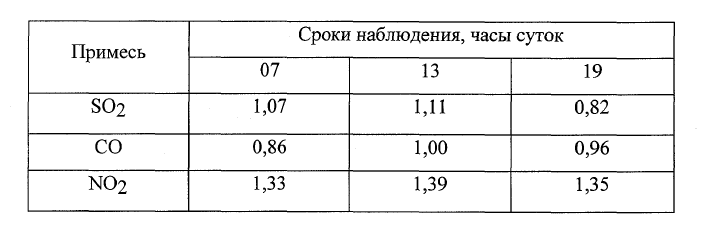 Примесь
Сроки наблюдения, часы суток
07 13 19
SO2 1,07 1,11 0,82
CO 0,86 1,00 0,96
NO2 1,33 1,39 1,35